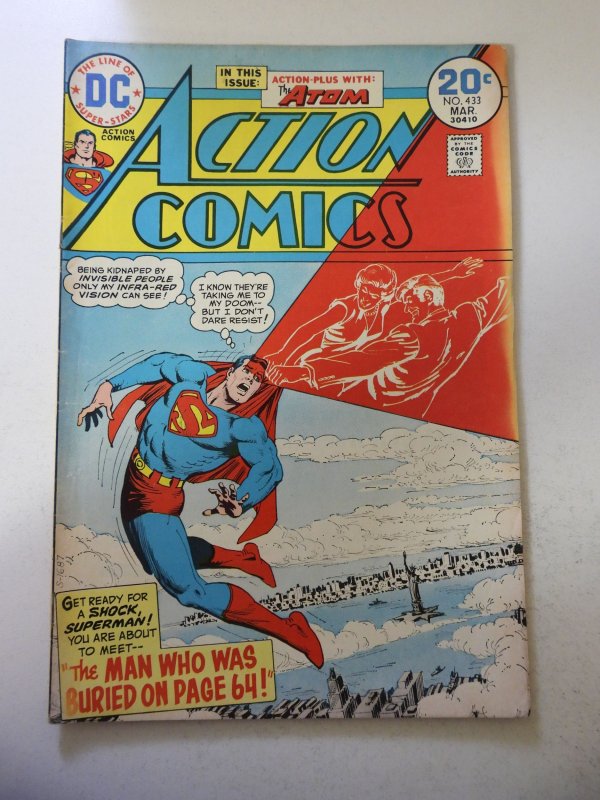 THE LINE OF
DC
SUPER-STARS
ACTION
COMICS
IN THIS
ISSUE:
ACTION-PLUS WITH:
The
ATOM
20¢
NO. 433
MAR.
30410
APPROVED
BY THE
COMICS
CODE
AUTHORITY
ACTION
COMICS
BEING KIDNAPED BY
INVISIBLE PEOPLE
ONLY MY INFRA-RED
VISION CAN SEE!
I KNOW THEY'RE
TAKING ME TO
MY DOOM--
BUT I DON'T
DARE RESIST!
GET READY FOR
A SHOCK,
SUPERMAN!
YOU ARE ABOUT
TO MEET--
"The MAN WHO WAS
BURIED ON PAGE 64!"